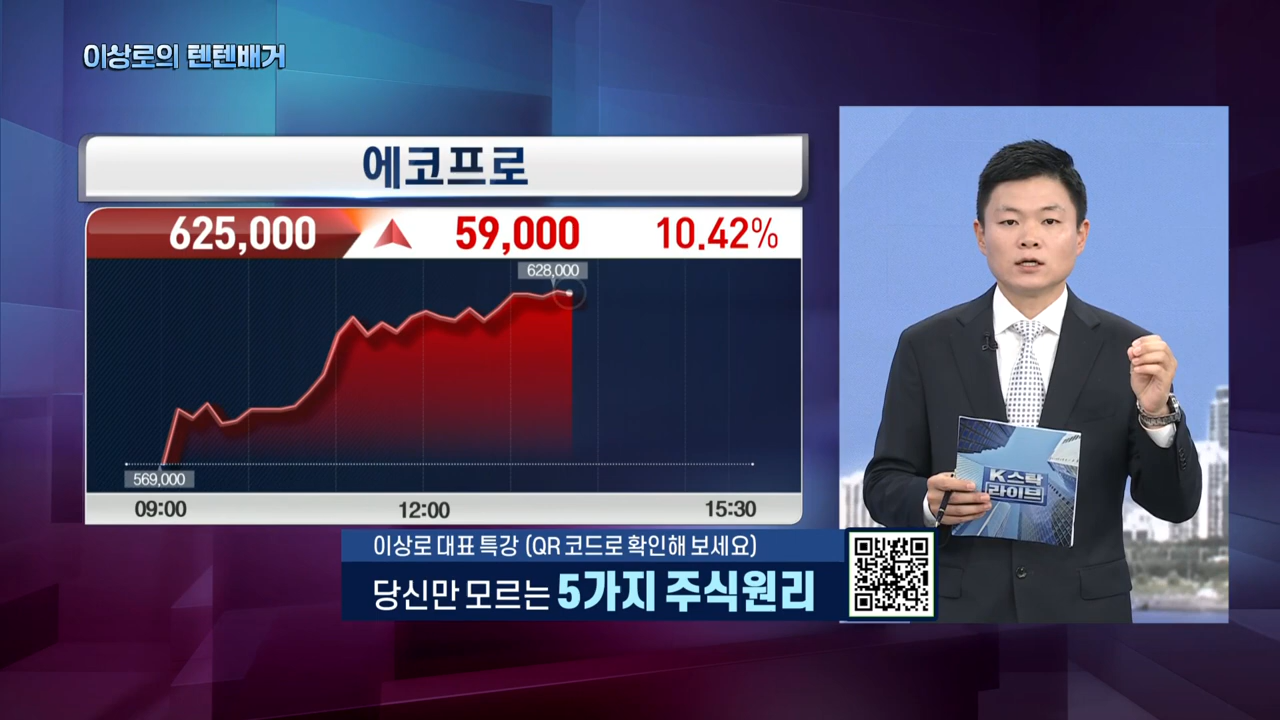 이상로의 텐텐배거
에코프로
625,000 ▲ 59,000 10.42%
628,000
569,000
09:00 12:00 15:30
K스탁
라이브
이상로 대표 특강 (QR 코드로 확인해 보세요)
당신만 모르는 5가지 주식원리